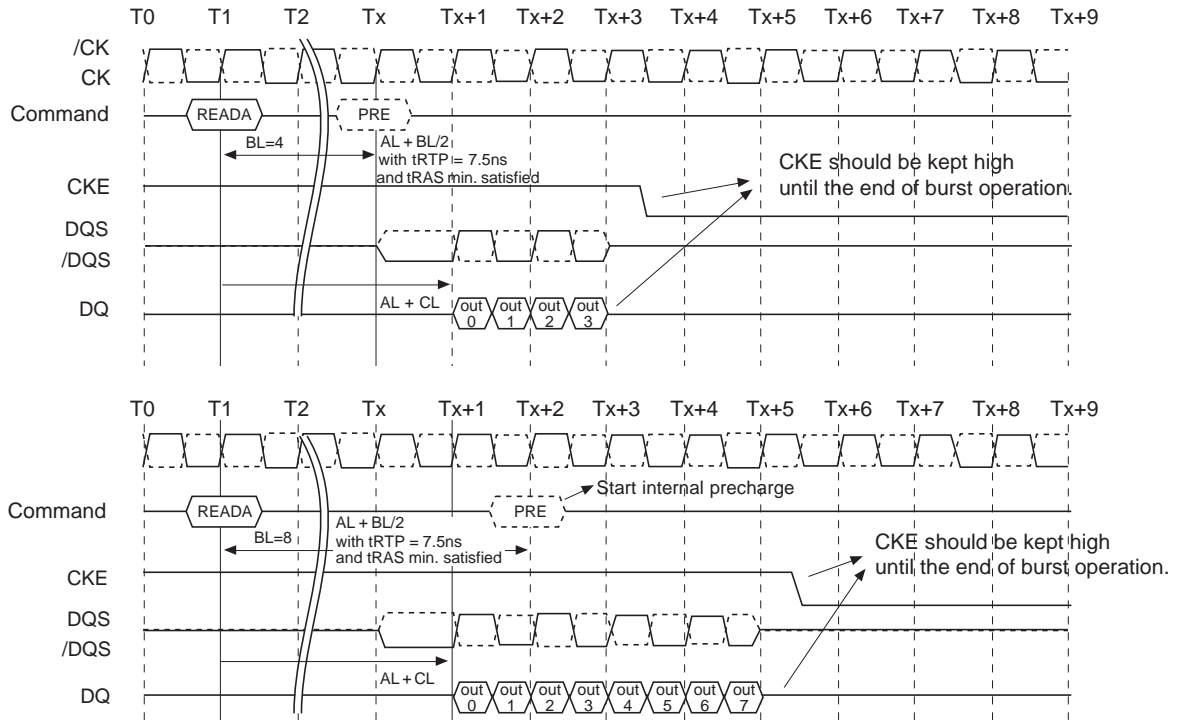 T0 T1 T2 Tx Tx+1 Tx+2 Tx+3 Tx+4 Tx+5 Tx+6 Tx+7 Tx+8 Tx+9
/CK
CK
Command READA PRE
BL=4 AL + BL/2
with tRTP = 7.5ns
and tRAS min. satisfied
CKE should be kept high
until the end of burst operation.
CKE
DQS
/DQS
AL + CL
DQ out 0 out 1 out 2 out 3
T0 T1 T2 Tx Tx+1 Tx+2 Tx+3 Tx+4 Tx+5 Tx+6 Tx+7 Tx+8 Tx+9
Start internal precharge
Command READA PRE
BL=8 AL + BL/2
with tRTP = 7.5ns
and tRAS min. satisfied
CKE should be kept high
until the end of burst operation.
CKE
DQS
/DQS
AL + CL
DQ out 0 out 1 out 2 out 3 out 4 out 5 out 6 out 7